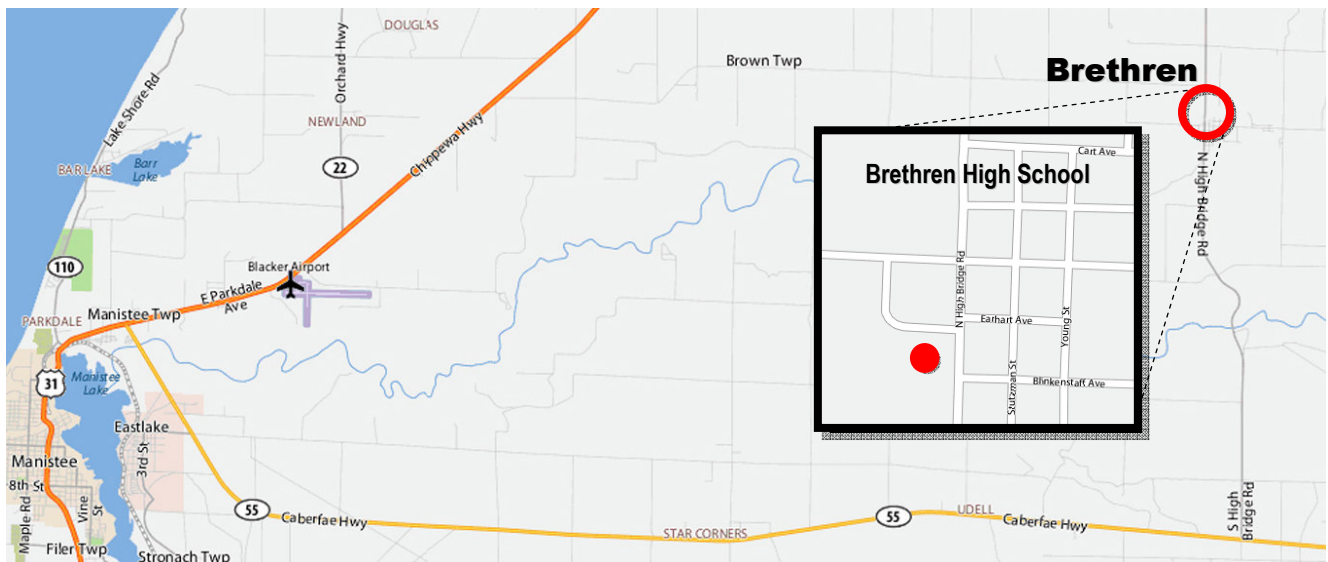 DOUGLAS
Brown Twp
Brethren
Lake Shore Rd
Orchard Hwy
NEWLAND
Chippewa Hwy
22
BAR LAKE
Barr
Lake
N High Bridge Rd
Brethren High School
Cart Ave
N High Bridge Rd
Earhart Ave
Young St
Stutzman St
Blinkenstaff Ave
110
Blacker Airport
E Parkdale
Ave
Manistee Twp
PARKDALE
31
Manistee
Lake
Eastlake
3rd St
Manistee
8th St
Maple Rd
Vine
St
Filer Twp
Stronach Twp
55
Caberfae Hwy
STAR CORNERS
55
UDELL
Caberfae Hwy
S High
Bridge Rd